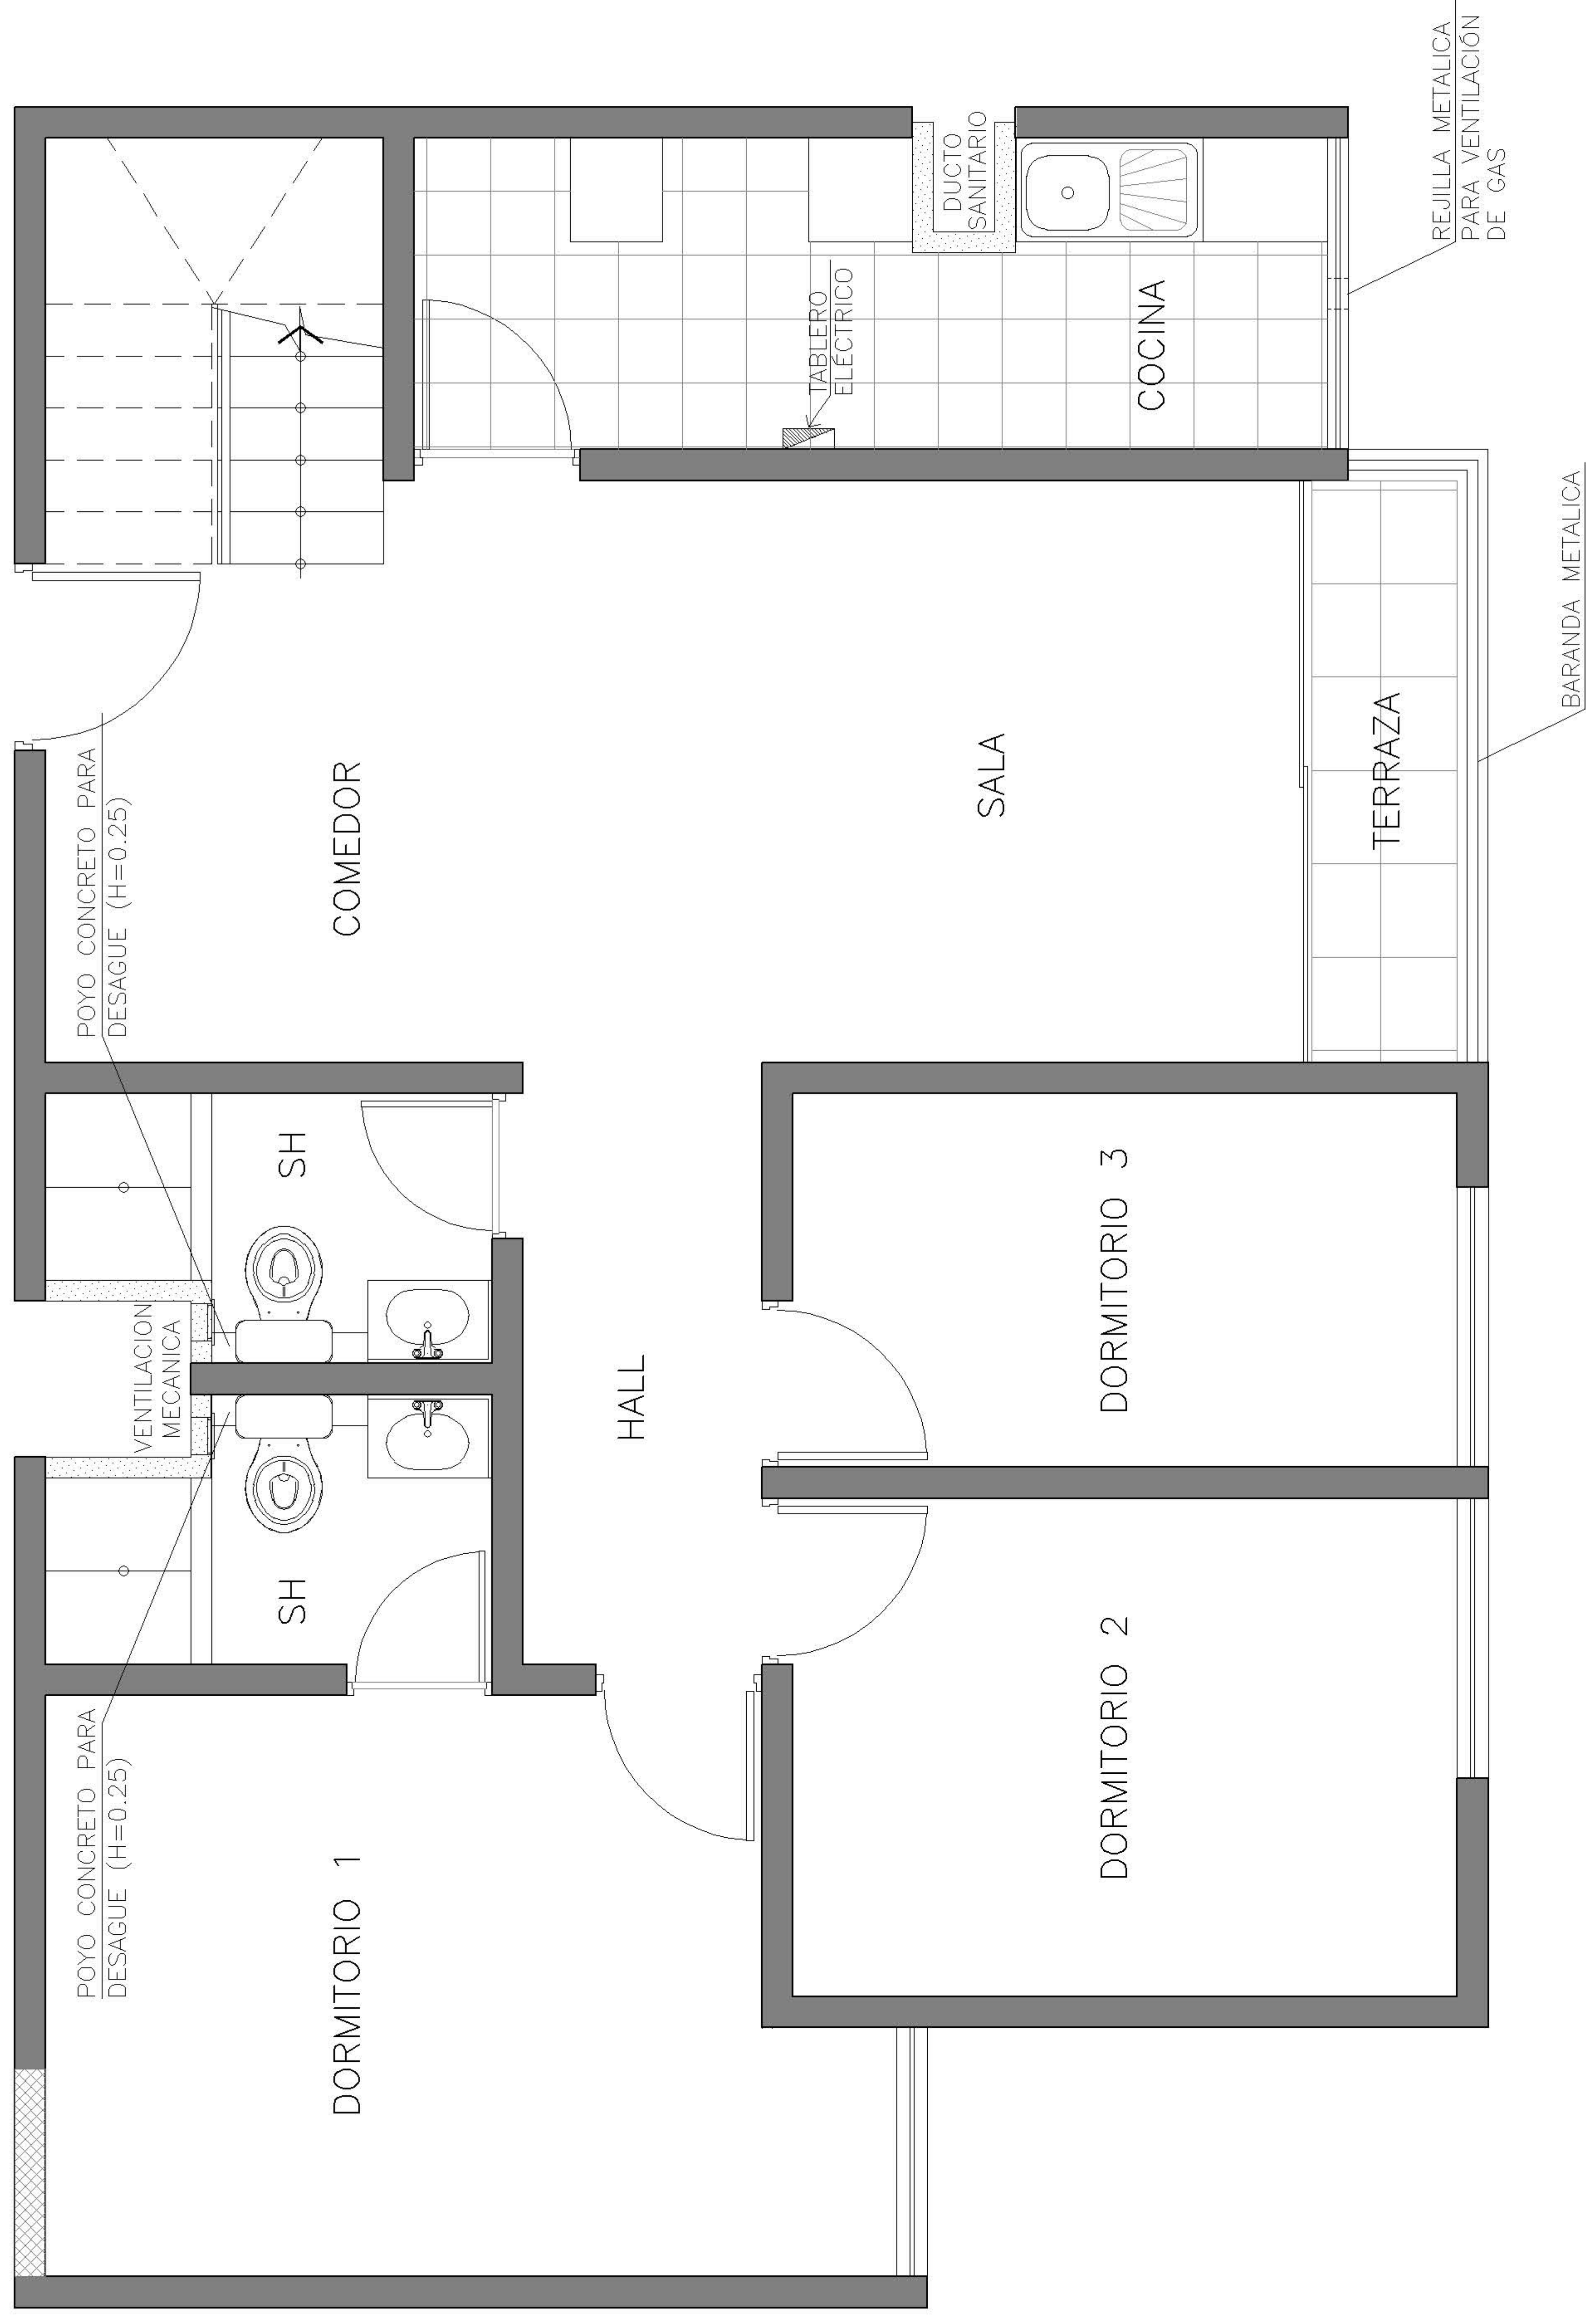 POYO CONCRETO PARA
DESAGUE (H=0.25)
POYO CONCRETO PARA
DESAGUE (H=0.25)
VENTILACION
MECANICA
SH
SH
DORMITORIO 1
COMEDOR
HALL
TABLERO
ELÉCTRICO
DUCTO
SANITARIO
SALA
DORMITORIO 2
DORMITORIO 3
COCINA
TERRAZA
REJILLA METALICA
PARA VENTILACIÓN
DE GAS
BARANDA METALICA